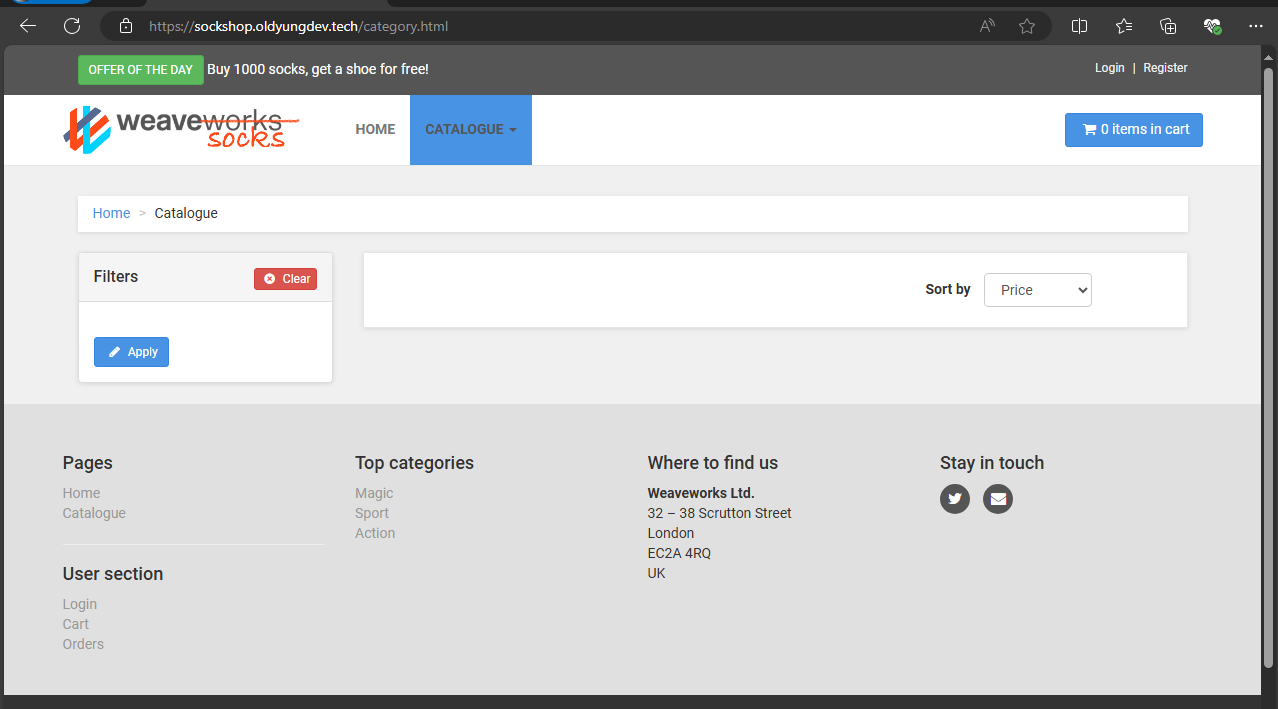 https://sockshop.oldyungdev.tech/category.html
OFFER OF THE DAY Buy 1000 socks, get a shoe for free!
Login | Register
weaveworks
socks
HOME
CATALOGUE
0 items in cart
Home > Catalogue
Filters
Clear
Apply
Sort by Price
Pages
Home
Catalogue
User section
Login
Cart
Orders
Top categories
Magic
Sport
Action
Where to find us
Weaveworks Ltd.
32 – 38 Scrutton Street
London
EC2A 4RQ
UK
Stay in touch